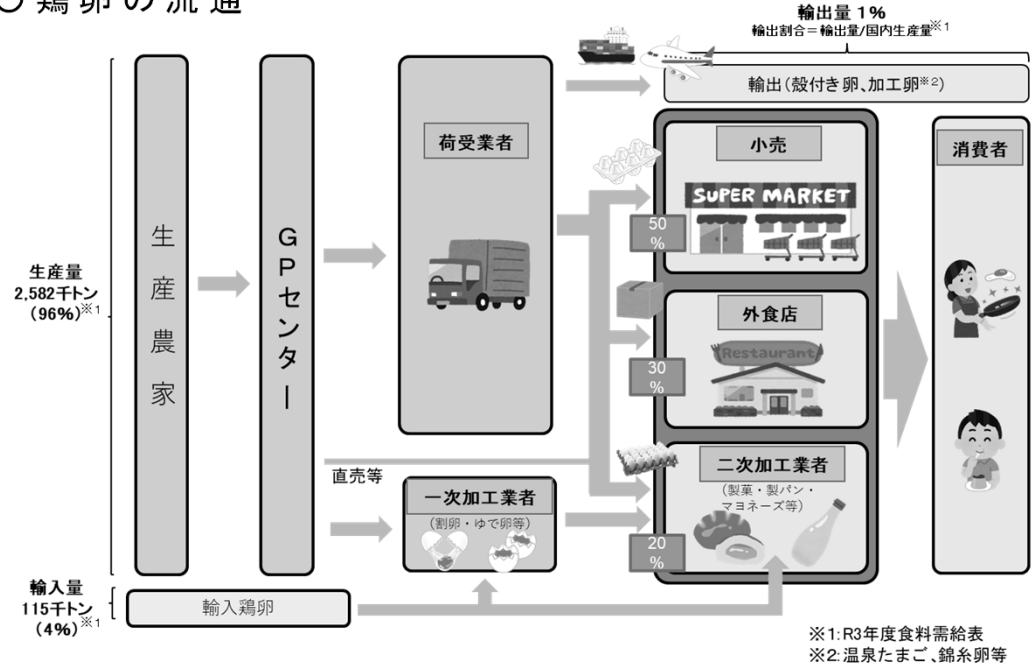 〇 鶏 卵 の 流 通
輸出量 1%
輸出割合=輸出量/国内生産量※1
輸出(殻付き卵、加工卵※2)
生産量
2,582千トン
(96%)※1
生産農家
GPセンター
荷受業者
直売等
一次加工業者
(割卵・ゆで卵等)
小売
SUPER MARKET
50
%
外食店
Restaurant
30
%
二次加工業者
(製菓・製パン・
マヨネーズ等)
20
%
消費者
輸入量
115千トン
(4%)※1
輸入鶏卵
※1:R3年度食料需給表
※2:温泉たまご、錦糸卵等